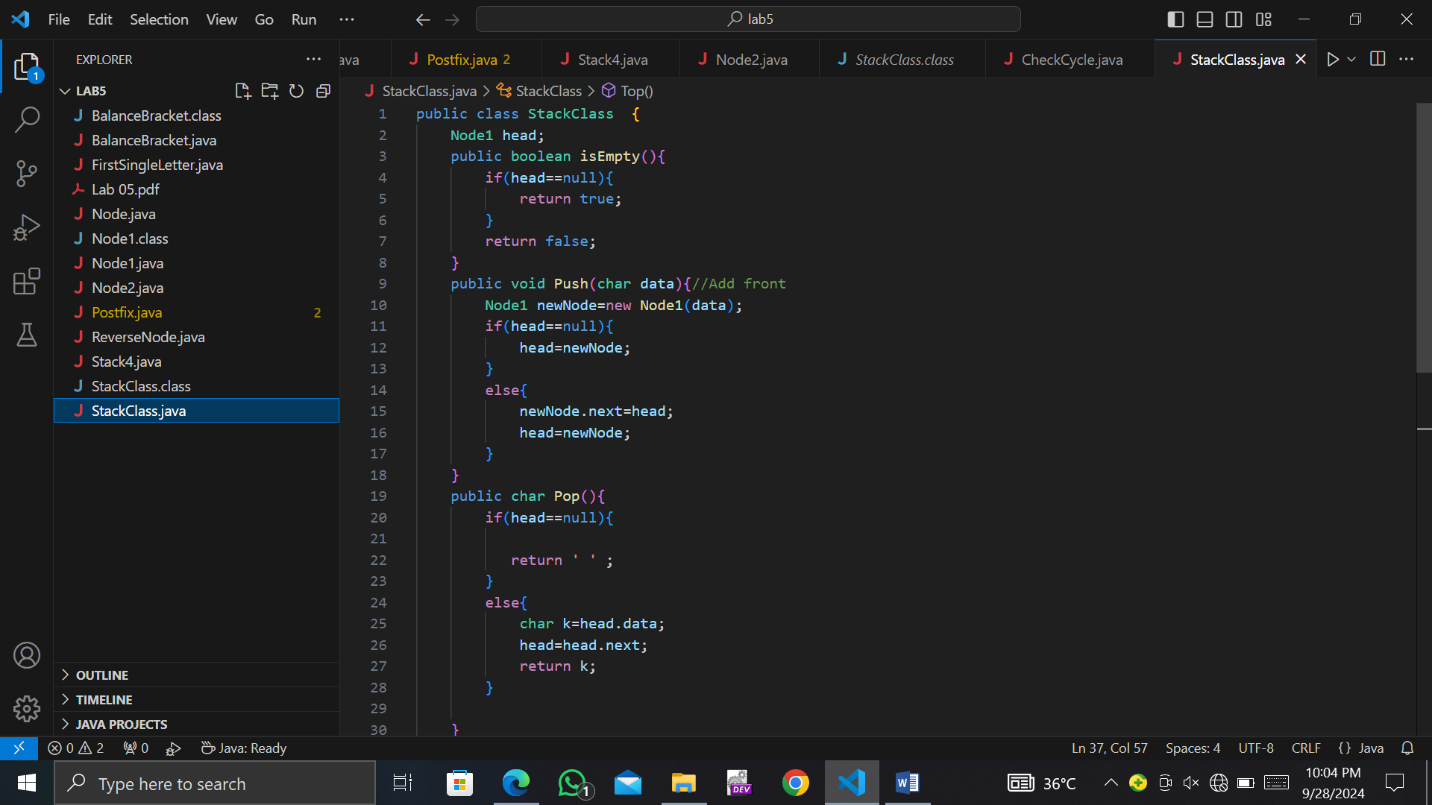 File Edit Selection View Go Run ··· lab5
EXPLORER ···
ava Postfix.java 2 Stack4.java Node2.java StackClass.class CheckCycle.java StackClass.java
LAB5
BalanceBracket.class
BalanceBracket.java
FirstSingleLetter.java
Lab 05.pdf
Node.java
Node1.class
Node1.java
Node2.java
Postfix.java 2
ReverseNode.java
Stack4.java
StackClass.class
StackClass.java
OUTLINE
TIMELINE
JAVA PROJECTS
1
StackClass.java > StackClass > Top()
1 public class StackClass  {
2     Node1 head;
3     public boolean isEmpty(){
4         if(head==null){
5             return true;
6         }
7         return false;
8     }
9     public void Push(char data){//Add front
10         Node1 newNode=new Node1(data);
11         if(head==null){
12             head=newNode;
13         }
14         else{
15             newNode.next=head;
16             head=newNode;
17         }
18     }
19     public char Pop(){
20         if(head==null){
21
22            return ' ' ;
23         }
24         else{
25             char k=head.data;
26             head=head.next;
27             return k;
28         }
29
30     }
0 2 0 Java: Ready Ln 37, Col 57 Spaces: 4 UTF-8 CRLF {} Java
Type here to search 1 DEV 36°C 10:04 PM
9/28/2024